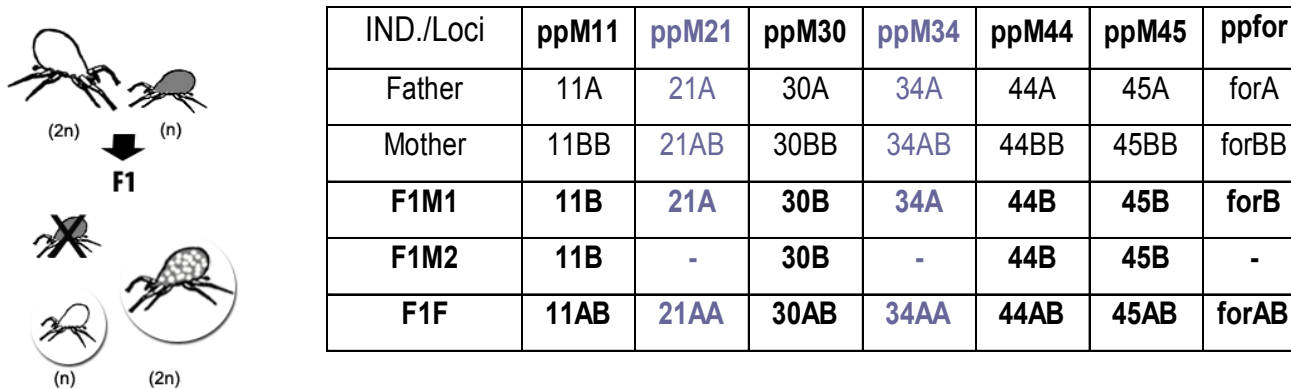 (2n) (n)
F1
(n) (2n)
IND./Loci ppM11 ppM21 ppM30 ppM34 ppM44 ppM45 ppfor
Father 11A 21A 30A 34A 44A 45A forA
Mother 11BB 21AB 30BB 34AB 44BB 45BB forBB
F1M1 11B 21A 30B 34A 44B 45B forB
F1M2 11B - 30B - 44B 45B -
F1F 11AB 21AA 30AB 34AA 44AB 45AB forAB